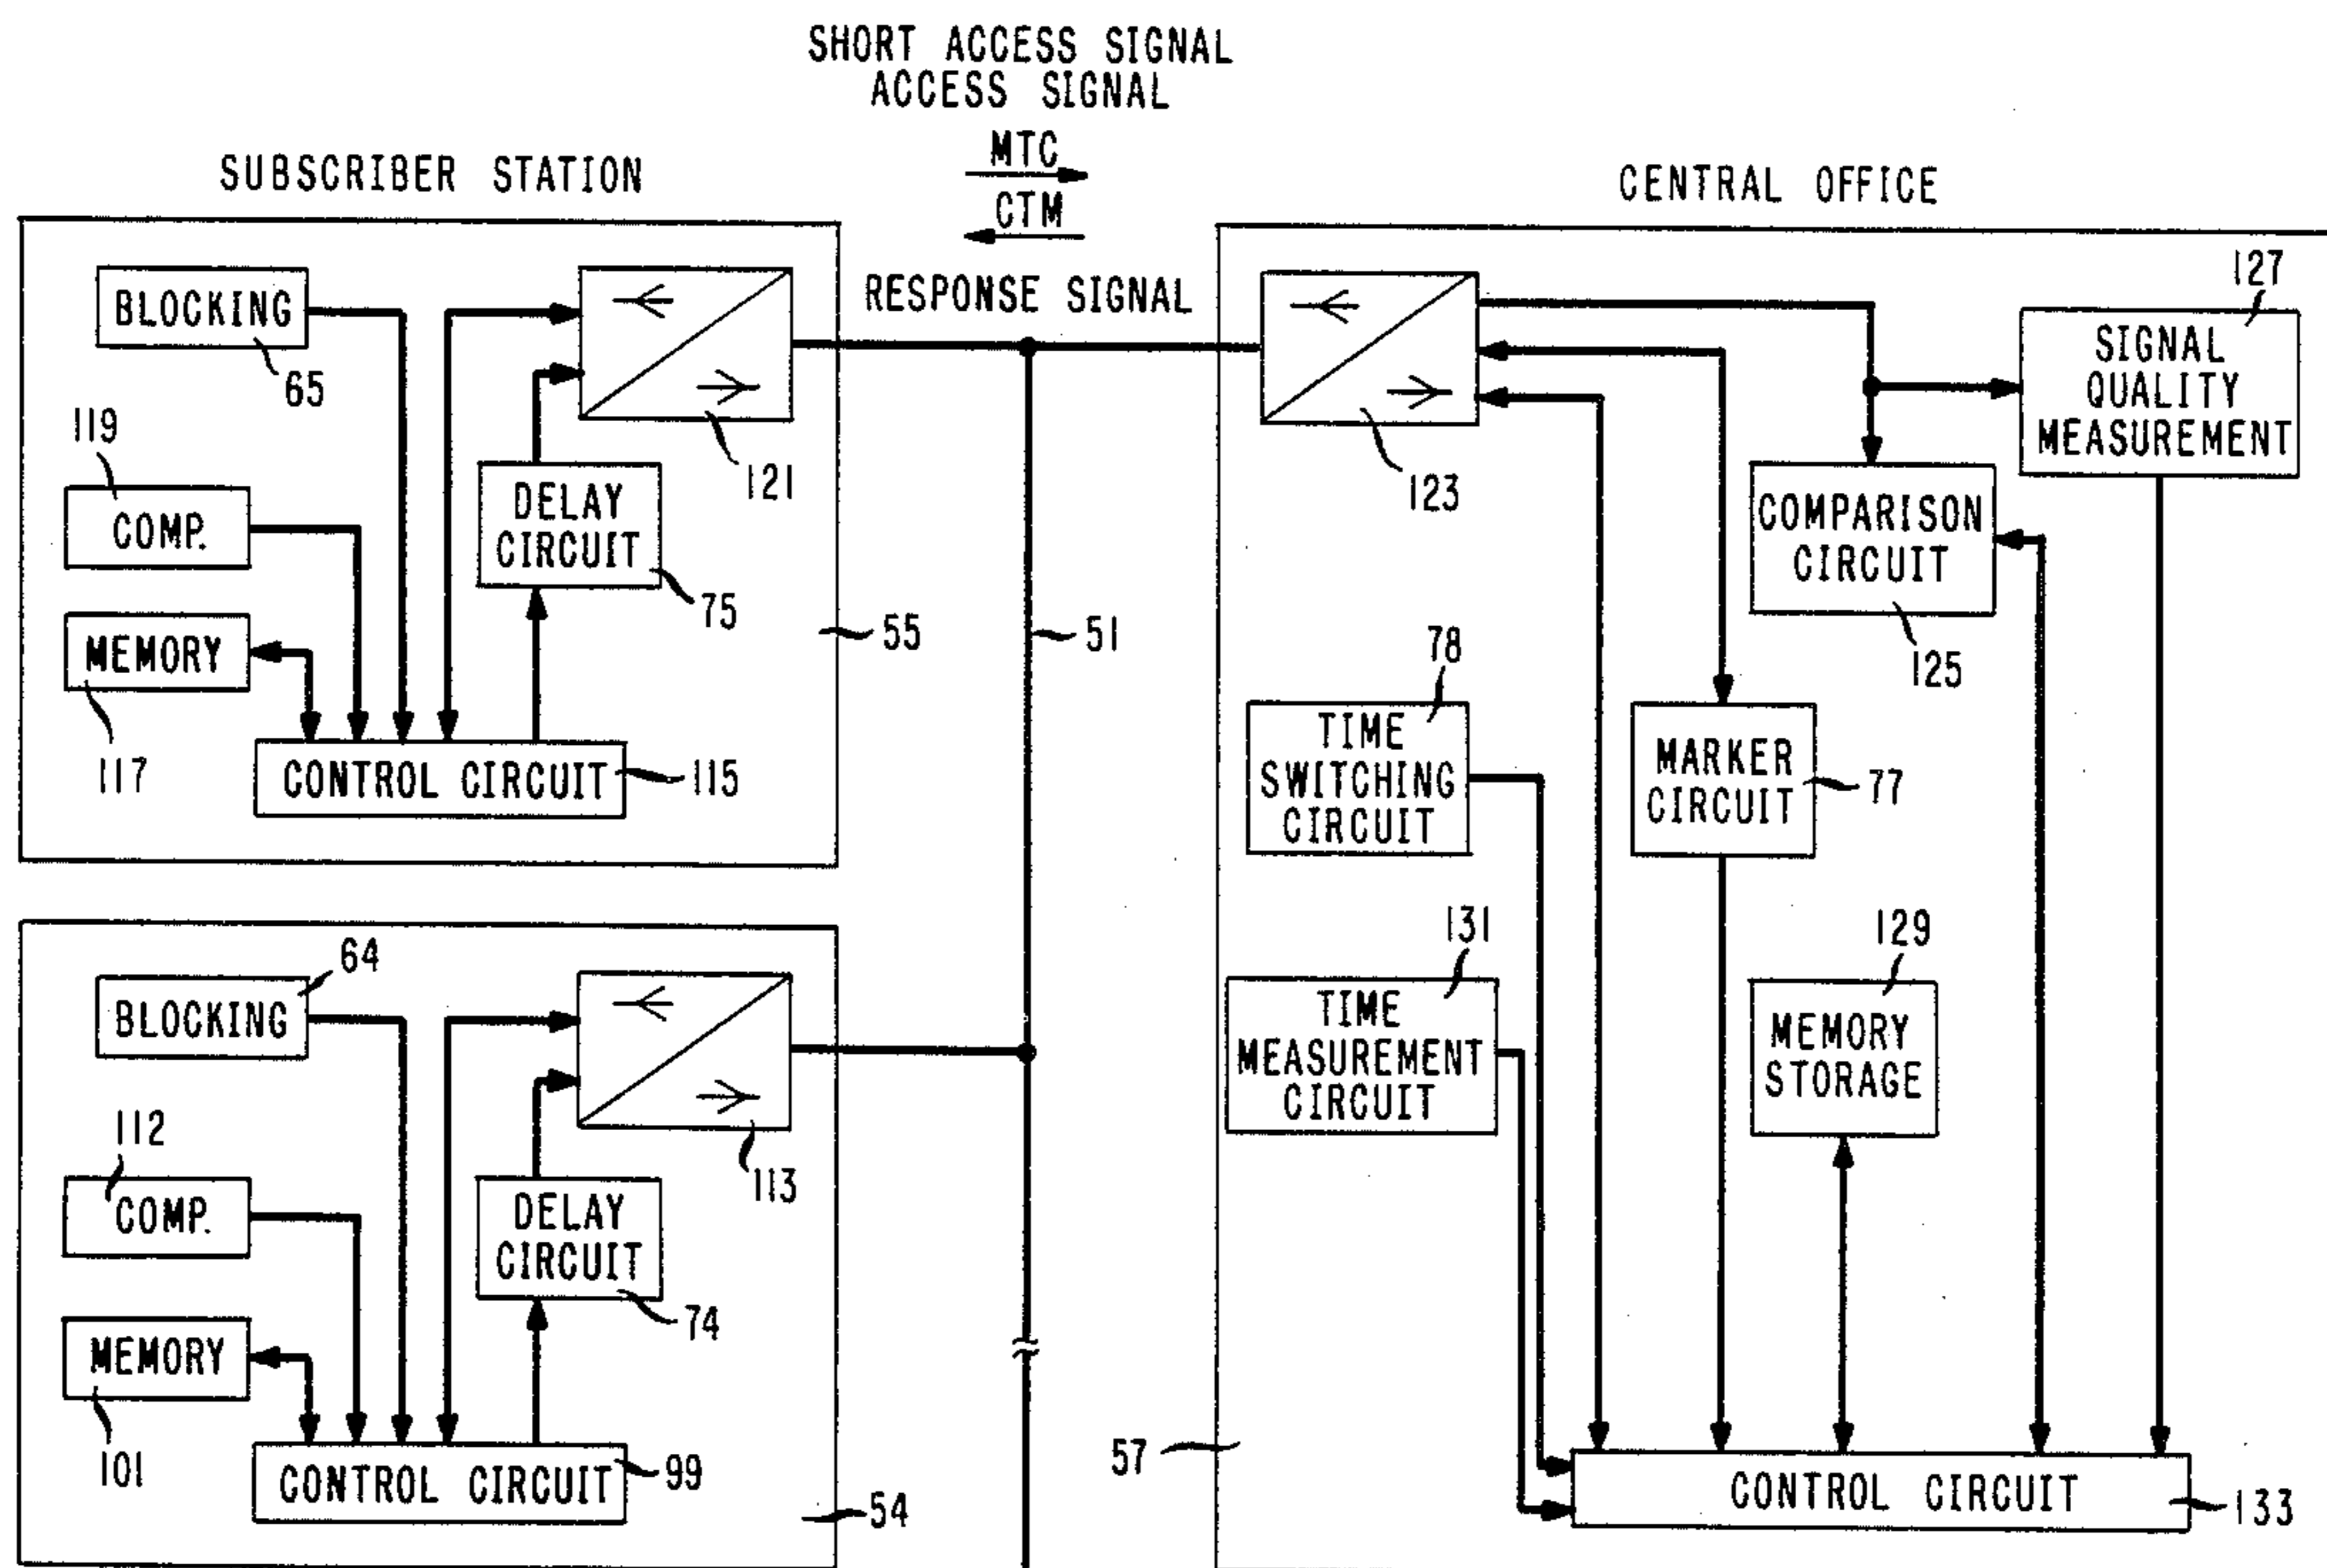 SHORT ACCESS SIGNAL
ACCESS SIGNAL
MTC
CTM
RESPONSE SIGNAL
SUBSCRIBER STATION
BLOCKING
65
121
119
COMP.
DELAY
CIRCUIT
75
MEMORY
117
CONTROL CIRCUIT
115
55
51
BLOCKING
64
113
112
COMP.
DELAY
CIRCUIT
74
MEMORY
101
CONTROL CIRCUIT
99
54
CENTRAL OFFICE
123
127
SIGNAL
QUALITY
MEASUREMENT
COMPARISON
CIRCUIT
125
78
TIME
SWITCHING
CIRCUIT
MARKER
CIRCUIT
77
131
TIME
MEASUREMENT
CIRCUIT
129
MEMORY
STORAGE
57
CONTROL CIRCUIT
133